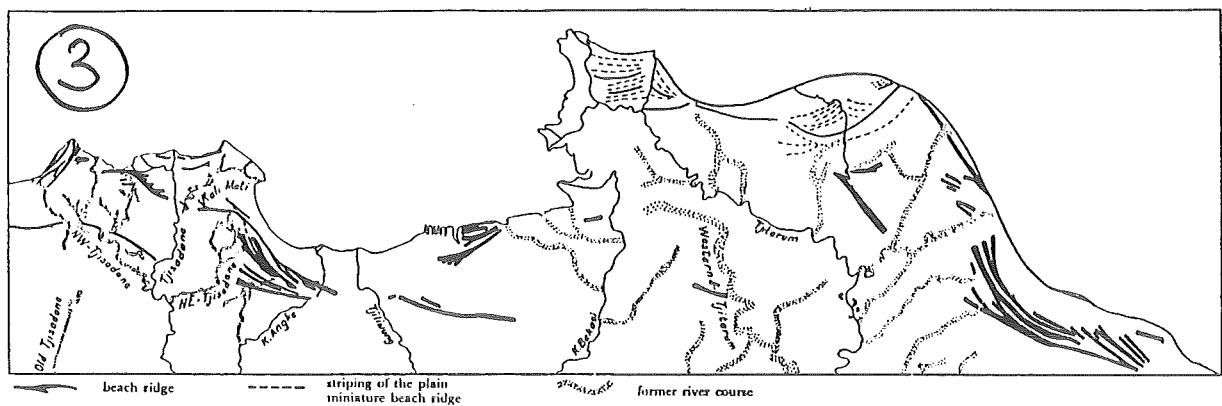 3
Kali Mati
Tjisadane
NW-Tjisadane
NE-Tjisadane
Old Tjisadane
K. Angke
Tjiliwung
K. Bekasi
Western Tjitarum
Tjitarum
beach ridge
striping of the plain
miniature beach ridge
former river course